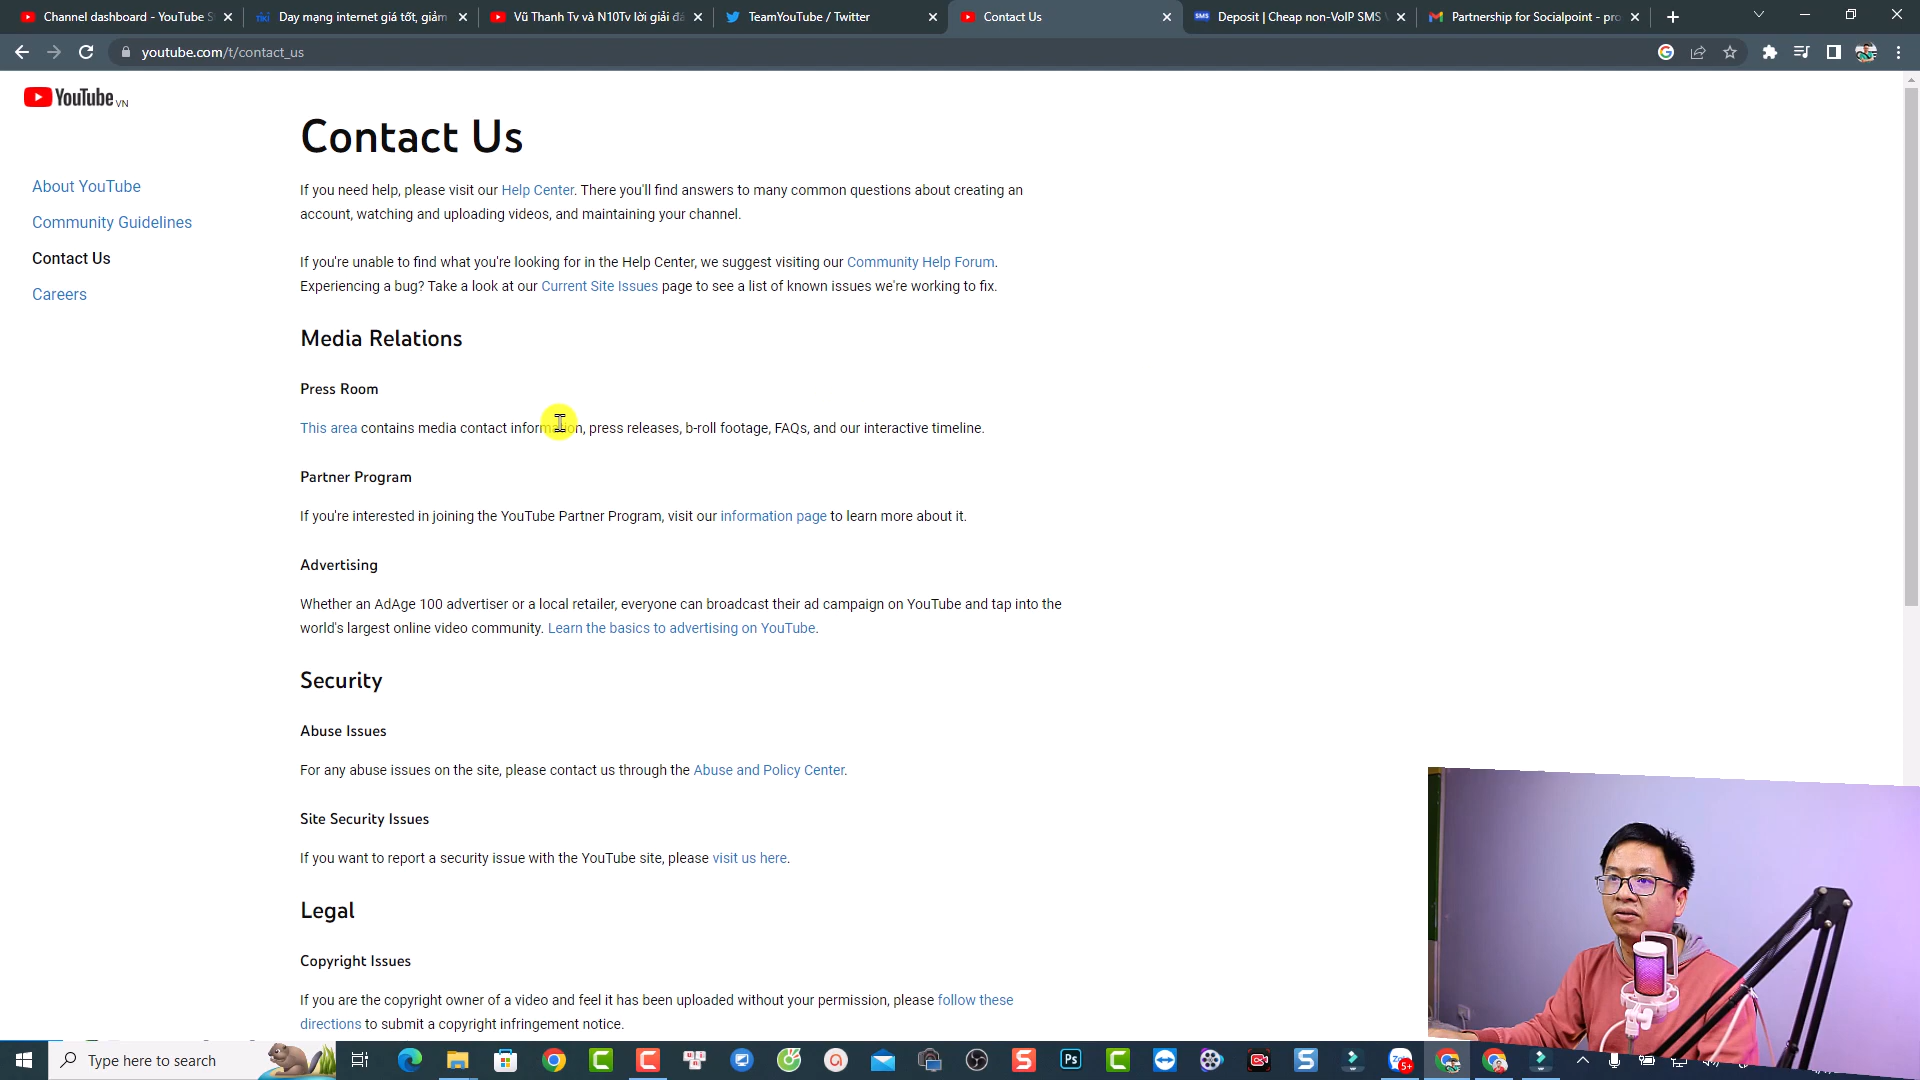 Channel dashboard - YouTube S
Dạy mạng internet giá tốt, giảm
Vũ Thanh Tv và N10Tv lời giải đá
TeamYouTube / Twitter
Contact Us
Deposit | Cheap non-VoIP SMS
Partnership for Socialpoint - pro
youtube.com/t/contact_us
YouTube VN
Contact Us
About YouTube
Community Guidelines
Contact Us
Careers
If you need help, please visit our Help Center. There you'll find answers to many common questions about creating an
account, watching and uploading videos, and maintaining your channel.
If you're unable to find what you're looking for in the Help Center, we suggest visiting our Community Help Forum.
Experiencing a bug? Take a look at our Current Site Issues page to see a list of known issues we're working to fix.
Media Relations
Press Room
This area contains media contact information, press releases, b-roll footage, FAQs, and our interactive timeline.
Partner Program
If you're interested in joining the YouTube Partner Program, visit our information page to learn more about it.
Advertising
Whether an AdAge 100 advertiser or a local retailer, everyone can broadcast their ad campaign on YouTube and tap into the
world's largest online video community. Learn the basics to advertising on YouTube.
Security
Abuse Issues
For any abuse issues on the site, please contact us through the Abuse and Policy Center.
Site Security Issues
If you want to report a security issue with the YouTube site, please visit us here.
Legal
Copyright Issues
If you are the copyright owner of a video and feel it has been uploaded without your permission, please follow these
directions to submit a copyright infringement notice.
Type here to search